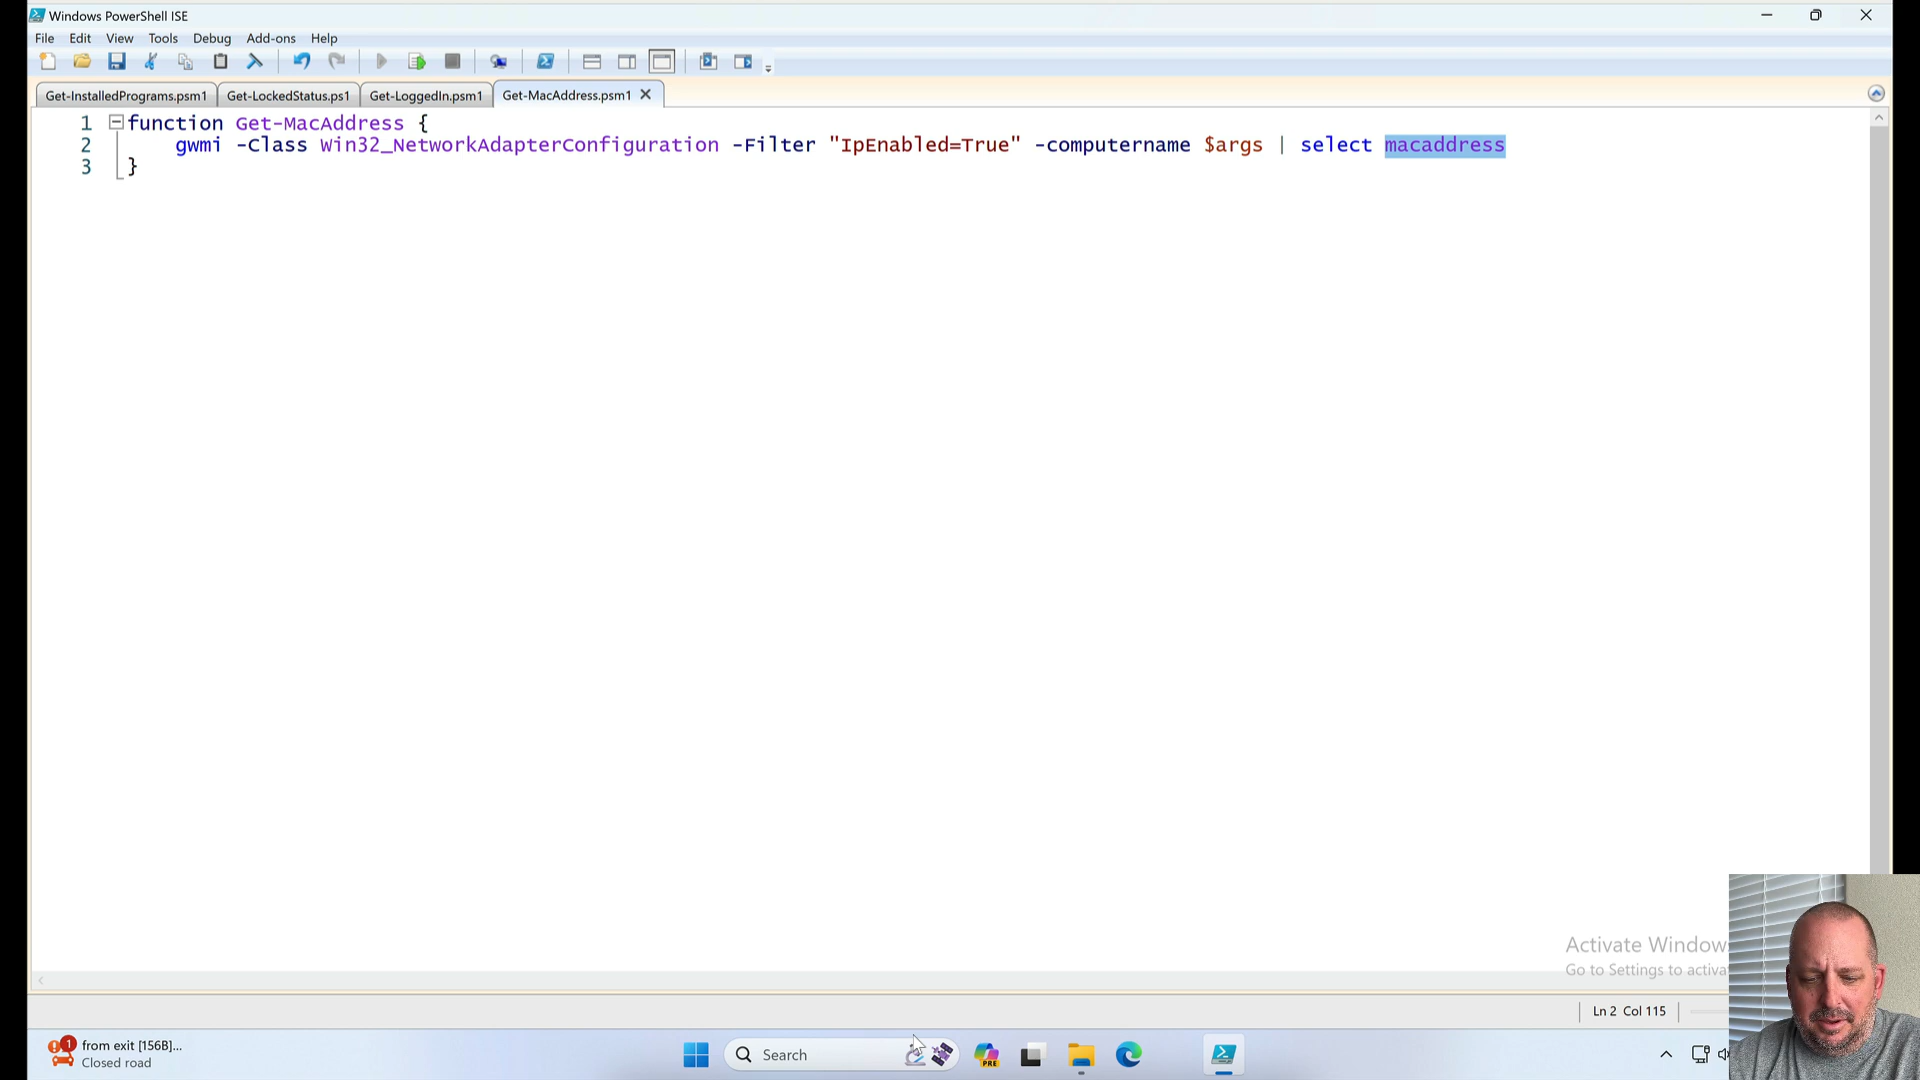 Windows PowerShell ISE
File Edit View Tools Debug Add-ons Help
Get-InstalledPrograms.psm1 Get-LockedStatus.ps1 Get-LoggedIn.psm1 Get-MacAddress.psm1
1 function Get-MacAddress {
2 gwmi -Class Win32_NetworkAdapterConfiguration -Filter "IpEnabled=True" -computername $args | select macaddress
3 }
Activate Window
Go to Settings to activa
Ln 2 Col 115
1 from exit [156B]...
Closed road
Search
PRE